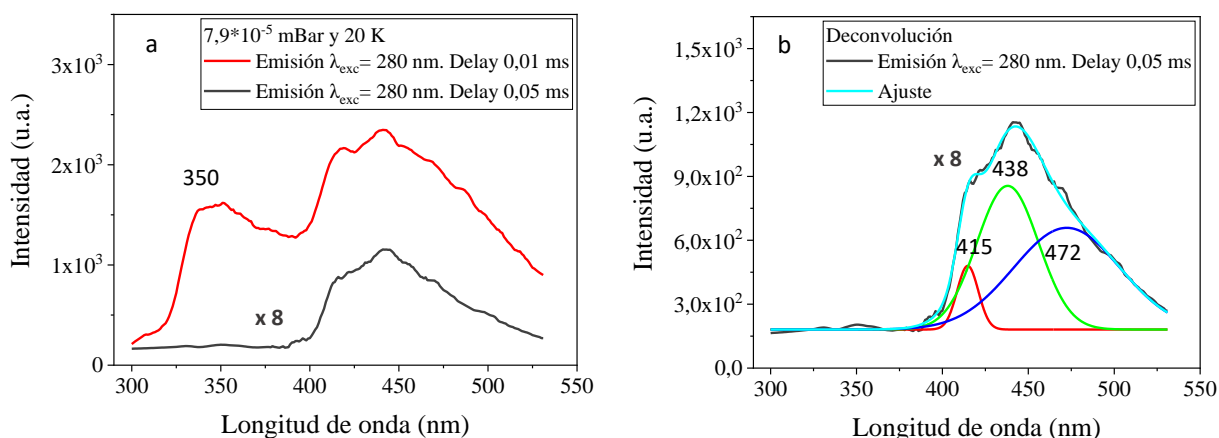 a
7,9*10⁻⁵ mBar y 20 K
Emisión λexc= 280 nm. Delay 0,01 ms
Emisión λexc= 280 nm. Delay 0,05 ms
3x10³
2x10³
1x10³
0
350
x 8
300 350 400 450 500 550
Intensidad (u.a.)
Longitud de onda (nm)
b
Deconvolución
Emisión λexc= 280 nm. Delay 0,05 ms
Ajuste
1,5x10³
1,2x10³
9,0x10²
6,0x10²
3,0x10²
0,0
x 8
438
415
472
300 350 400 450 500 550
Intensidad (u.a.)
Longitud de onda (nm)